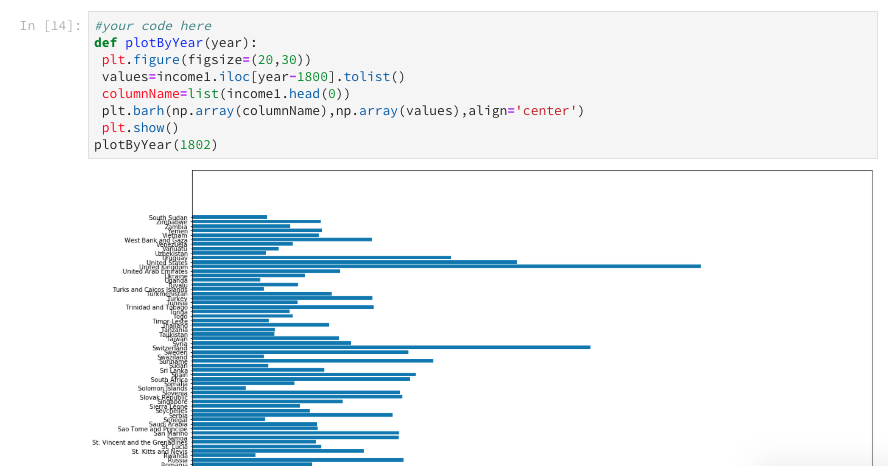 In [14]:
#your code here
def plotByYear(year):
plt.figure(figsize=(20,30))
values=income1.iloc[year-1800].tolist()
columnName=list(income1.head(0))
plt.barh(np.array(columnName),np.array(values),align='center')
plt.show()
plotByYear(1802)
South Sudan
Zimbabwe
Zambia
Yemen
Vietnam
West Bank and Gaza
Venezuela
Vanuatu
Uzbekistan
Uruguay
United States
United Kingdom
United Arab Emirates
Ukraine
Uganda
Tuvalu
Turks and Caicos Islands
Turkmenistan
Turkey
Tunisia
Trinidad and Tobago
Tonga
Togo
Timor-Leste
Thailand
Tanzania
Tajikistan
Taiwan
Syria
Switzerland
Sweden
Swaziland
Suriname
Sudan
Sri Lanka
Spain
South Africa
Somalia
Solomon Islands
Slovenia
Slovak Republic
Singapore
Sierra Leone
Seychelles
Serbia
Senegal
Saudi Arabia
Sao Tome and Principe
San Marino
Samoa
St. Vincent and the Grenadines
St. Lucia
St. Kitts and Nevis
Rwanda
Russia
Romania